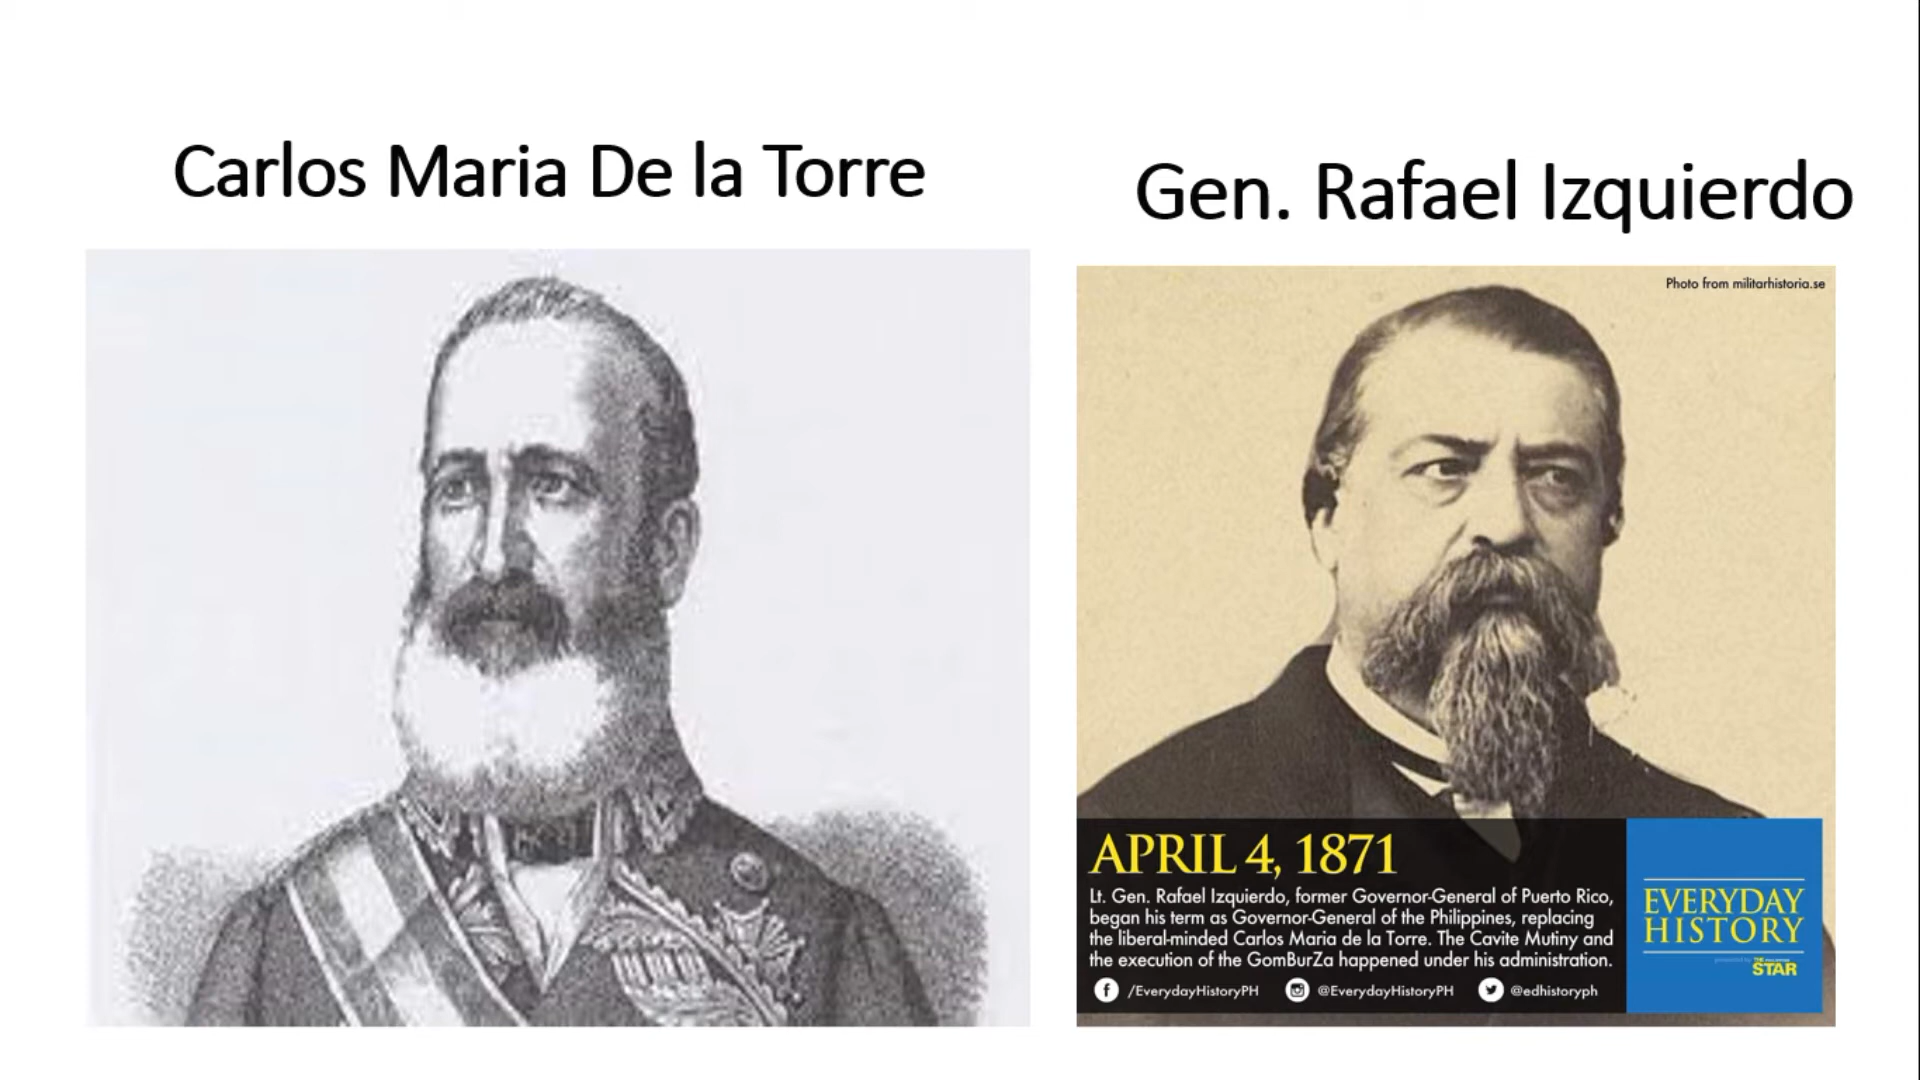 Carlos Maria De la Torre
Gen. Rafael Izquierdo
Photo from militarhistoria.se
APRIL 4, 1871
Lt. Gen. Rafael Izquierdo, former Governor-General of Puerto Rico,
began his term as Governor-General of the Philippines, replacing
the liberal-minded Carlos Maria de la Torre. The Cavite Mutiny and
the execution of the GomBurZa happened under his administration.
/EverydayHistoryPH @EverydayHistoryPH @edhistoryph
EVERYDAY
HISTORY
STAR